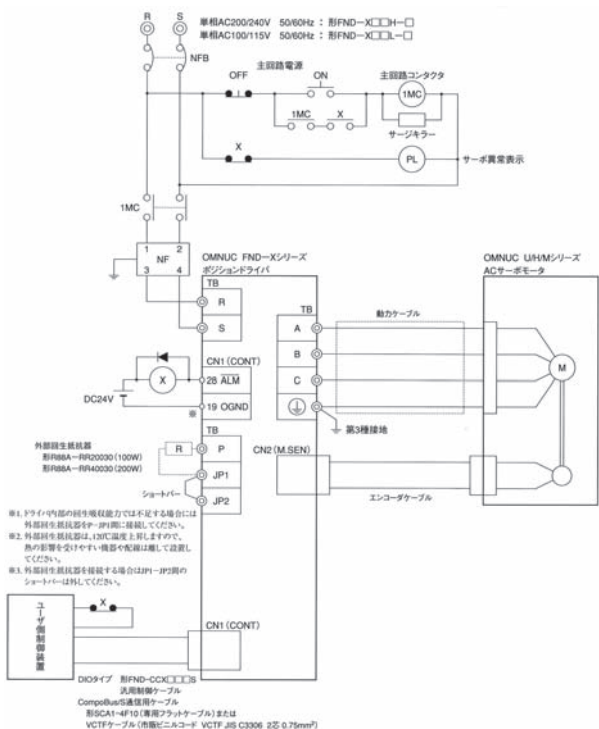 R S
単相AC200/240V 50/60Hz : 形FND-X□□H-□
単相AC100/115V 50/60Hz : 形FND-X□□L-□
NFB
主回路電源
OFF ON
主回路コンタクタ
1MC
1MC X
サージキラー
X
PL
サーボ異常表示
1MC
1 2
NF
3 4
OMNUC FND-Xシリーズ
ポジションドライバ
OMNUC U/H/Mシリーズ
ACサーボモータ
TB
R
S
TB
動力ケーブル
A
B
C
M
第3種接地
X
DC24V
CN1(CONT)
28 ALM
19 OGND
※
TB
外部回生抵抗器
形R88A-RR20030(100W)
形R88A-RR40030(200W)
R
P
JP1
JP2
ショートバー
CN2(M.SEN)
エンコーダケーブル
※1. ドライバ内部の回生吸収能力では不足する場合には
外部回生抵抗器をP-JP1間に接続してください。
※2. 外部回生抵抗器は、120℃温度上昇しますので、
熱の影響を受けやすい機器や配線は離して設置し
てください。
※3. 外部回生抵抗器を接続する場合はJP1-JP2間の
ショートバーは外してください。
ユーザ側制御装置
X
CN1(CONT)
DIOタイプ 形FND-CCX□□□S
汎用制御ケーブル
CompoBus/S通信用ケーブル
形SCA1-4F10(専用フラットケーブル)または
VCTFケーブル(市販ビニルコード VCTF JIS C3306 2芯 0.75mm²)